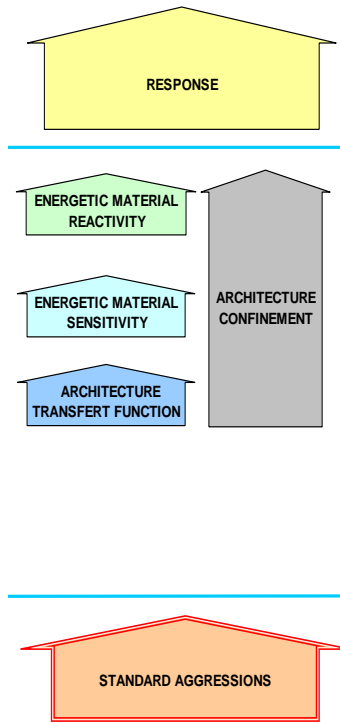 RESPONSE
ENERGETIC MATERIAL
REACTIVITY
ENERGETIC MATERIAL
SENSITIVITY
ARCHITECTURE
CONFINEMENT
ARCHITECTURE
TRANSFERT FUNCTION
STANDARD AGGRESSIONS